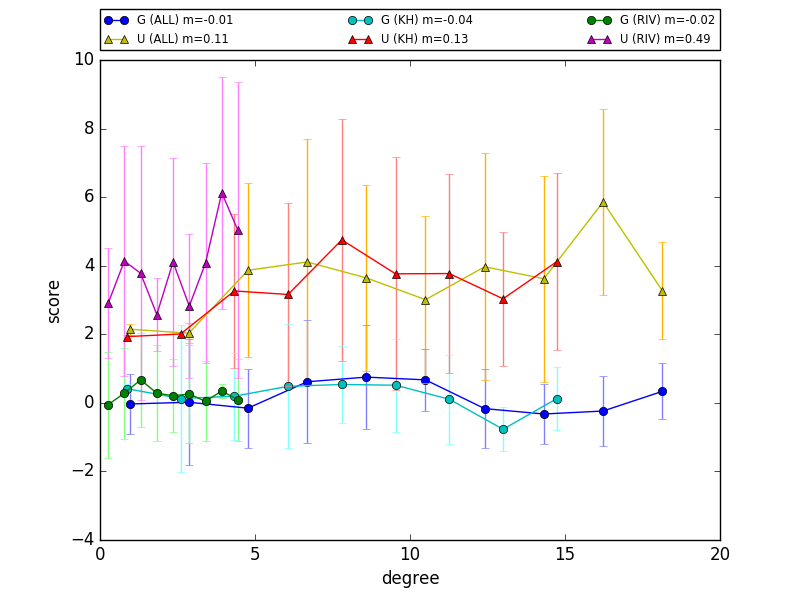 G (ALL) m=-0.01 G (KH) m=-0.04 G (RIV) m=-0.02
U (ALL) m=0.11 U (KH) m=0.13 U (RIV) m=0.49
10
8
6
4
2
0
−2
−4
score
0 5 10 15 20
degree